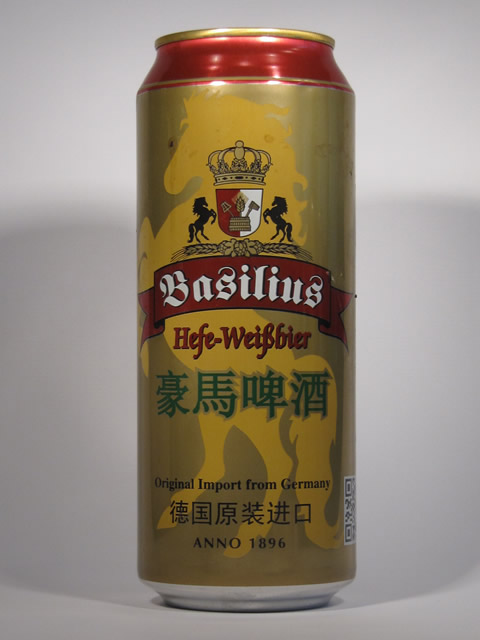 Basilius
Hefe-Weißbier
豪馬啤酒
Original Import from Germany
德国原装进口
ANNO 1896